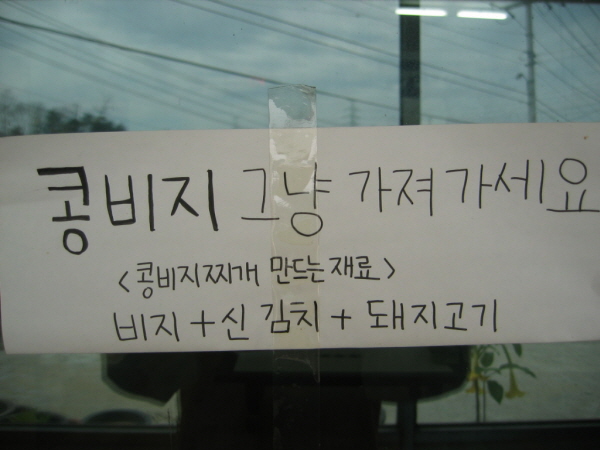 콩비지 그냥 가져가세요
<콩비지찌개 만드는재료>
비지+신김치+돼지고기